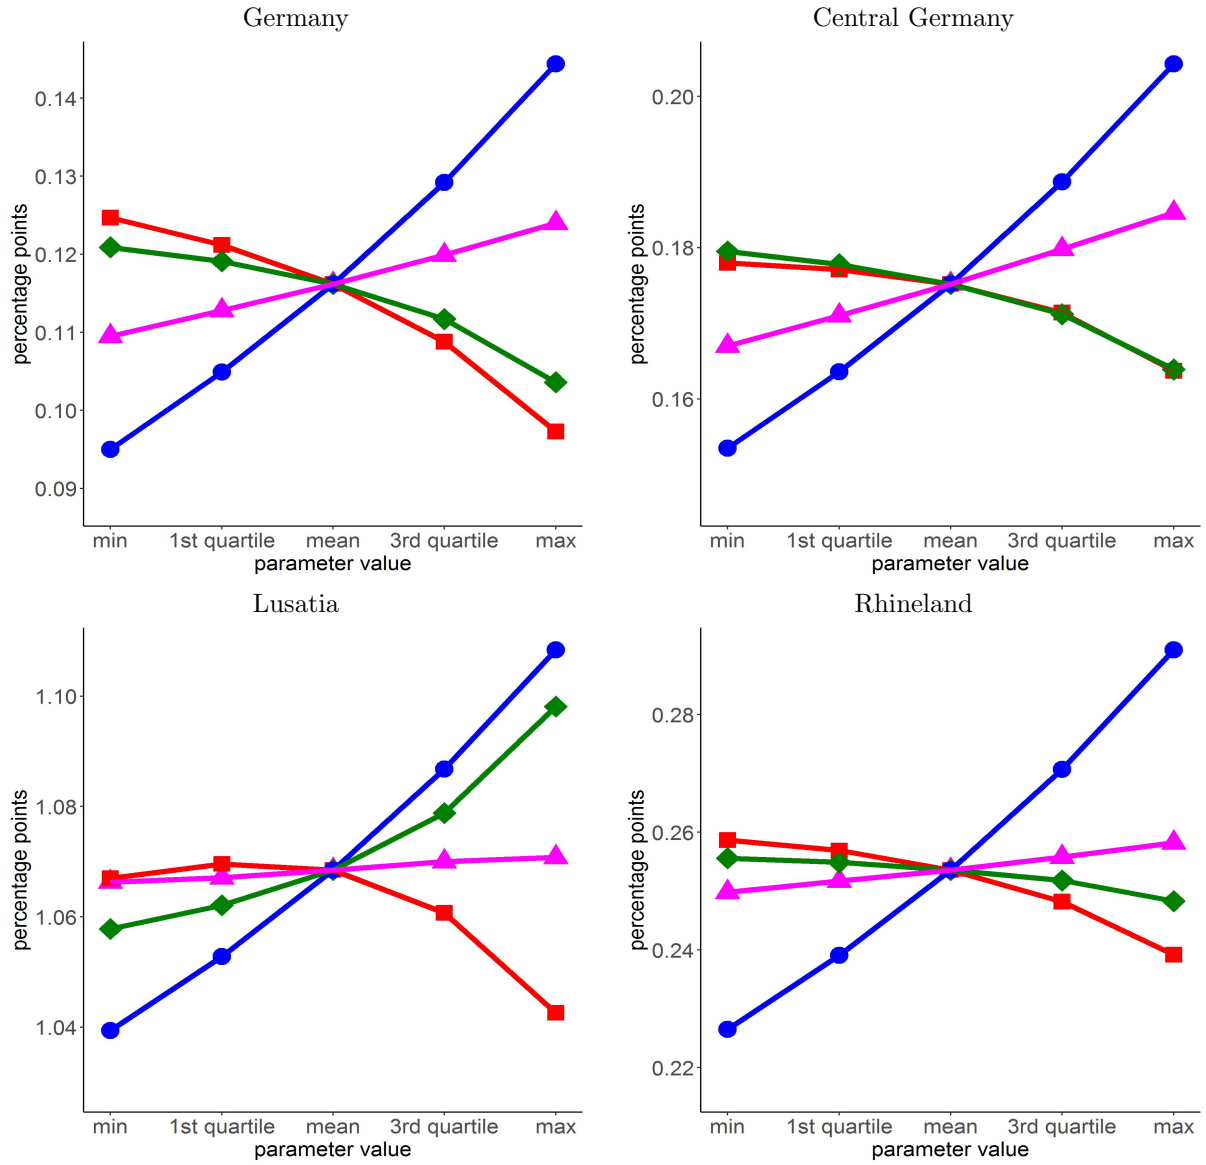 Germany
percentage points
0.14
0.13
0.12
0.11
0.10
0.09
min 1st quartile mean 3rd quartile max
parameter value
Central Germany
percentage points
0.20
0.18
0.16
min 1st quartile mean 3rd quartile max
parameter value
Lusatia
percentage points
1.10
1.08
1.06
1.04
min 1st quartile mean 3rd quartile max
parameter value
Rhineland
percentage points
0.28
0.26
0.24
0.22
min 1st quartile mean 3rd quartile max
parameter value